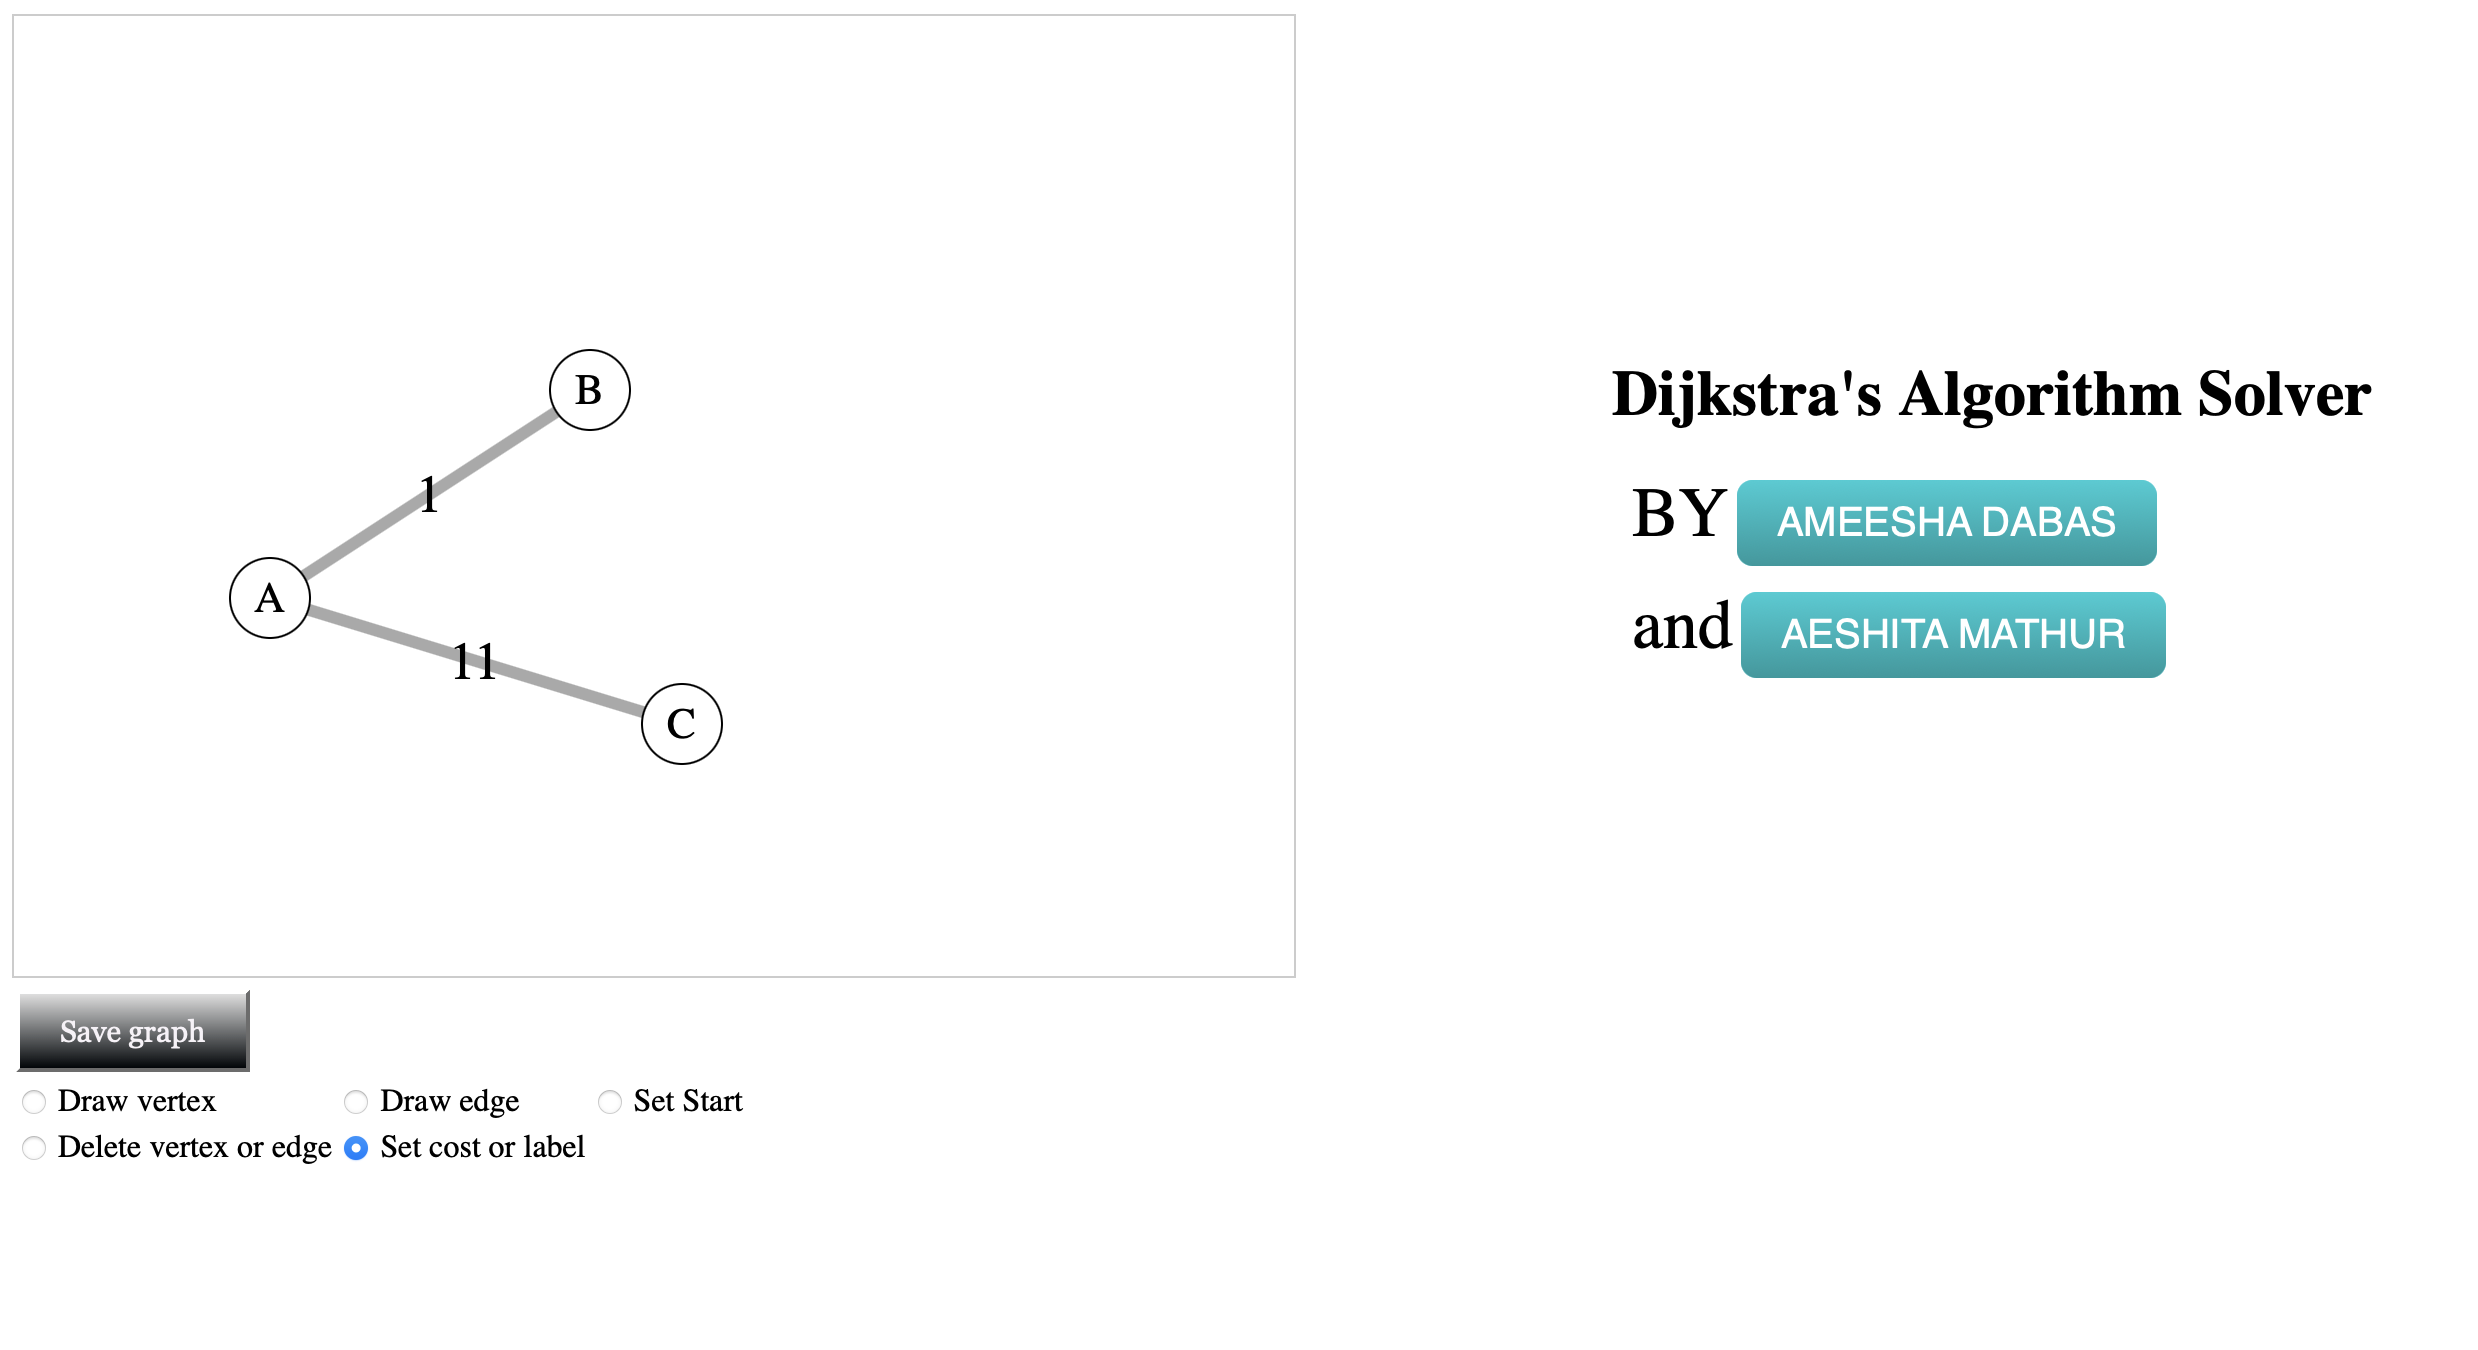 B
1
A
11
C
Dijkstra's Algorithm Solver
BY AMEESHA DABAS
and AESHITA MATHUR
Save graph
Draw vertex Draw edge Set Start
Delete vertex or edge Set cost or label